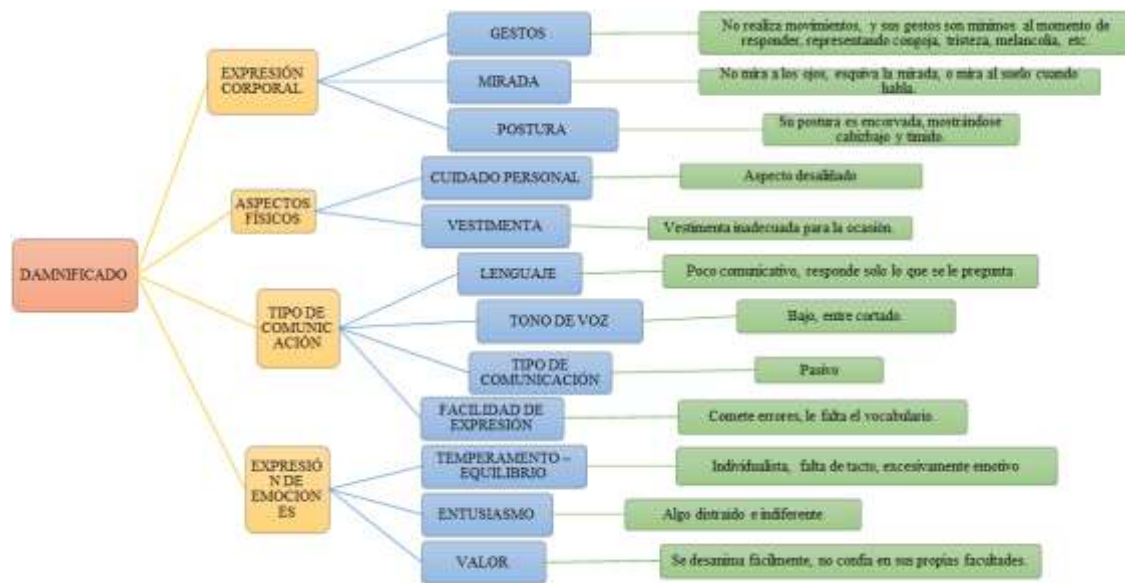 DAMNIFICADO
EXPRESIÓN
CORPORAL
GESTOS
No realiza movimientos, y sus gestos son mínimos al momento de
responder, representando congoja, tristeza, melancolía, etc.
MIRADA
No mira a los ojos, esquiva la mirada, o mira al suelo cuando
habla.
POSTURA
Su postura es encorvada, mostrándose
cabizbajo y tímido.
ASPECTOS
FÍSICOS
CUIDADO PERSONAL
Aspecto desaliñado
VESTIMENTA
Vestimenta inadecuada para la ocasión.
TIPO DE
COMUNIC
ACIÓN
LENGUAJE
Poco comunicativo, responde solo lo que se le pregunta
TONO DE VOZ
Bajo, entre cortado.
TIPO DE
COMUNICACIÓN
Pasivo
FACILIDAD DE
EXPRESIÓN
Comete errores, le falta el vocabulario.
EXPRESIÓ
N DE
EMOCION
ES
TEMPERAMENTO –
EQUILIBRIO
Individualista, falta de tacto, excesivamente emotivo
ENTUSIASMO
Algo distraido e indiferente
VALOR
Se desanima fácilmente, no confía en sus propias facultades.